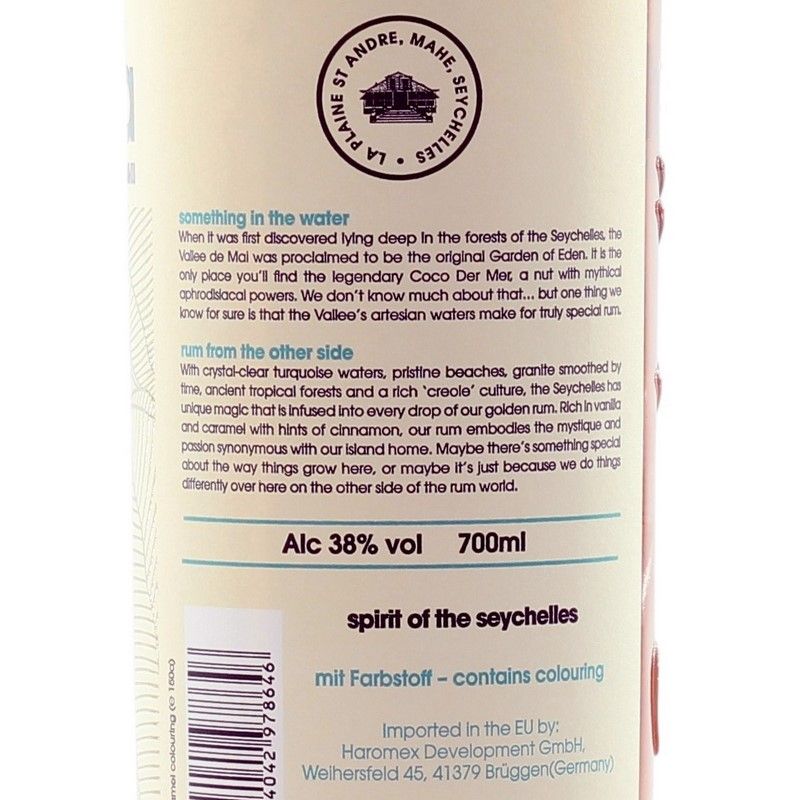 LA PLAINE ST ANDRE, MAHE, SEYCHELLES •
something in the water
When it was first discovered lying deep in the forests of the Seychelles, the
Vallee de Mai was proclaimed to be the original Garden of Eden. It is the
only place you'll find the legendary Coco Der Mer, a nut with mythical
aphrodisiacal powers. We don't know much about that... but one thing we
know for sure is that the Vallee's artesian waters make for truly special rum.
rum from the other side
With crystal-clear turquoise waters, pristine beaches, granite smoothed by
time, ancient tropical forests and a rich 'creole' culture, the Seychelles has
unique magic that is infused into every drop of our golden rum. Rich in vanilla
and caramel with hints of cinnamon, our rum embodies the mystique and
passion synonymous with our island home. Maybe there's something special
about the way things grow here, or maybe it's just because we do things
differently over here on the other side of the rum world.
Alc 38% vol 700ml
spirit of the seychelles
mit Farbstoff – contains colouring
Imported in the EU by:
Haromex Development GmbH,
Weihersfeld 45, 41379 Brüggen(Germany)
4042 978646
colouring (e 150a)